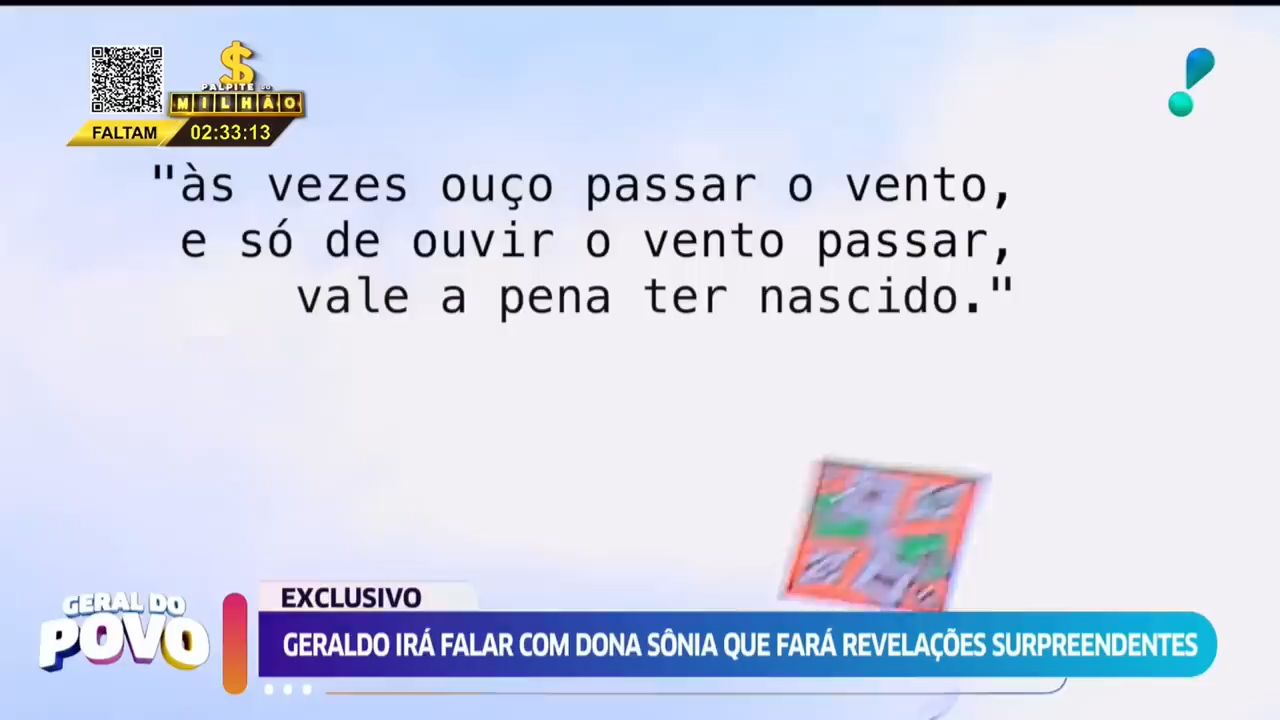 PALPITE DO
MILHÃO
FALTAM 02:33:13
"às vezes ouço passar o vento,
e só de ouvir o vento passar,
vale a pena ter nascido."
EXCLUSIVO
GERAL DO
POVO
GERALDO IRÁ FALAR COM DONA SÔNIA QUE FARÁ REVELAÇÕES SURPREENDENTES